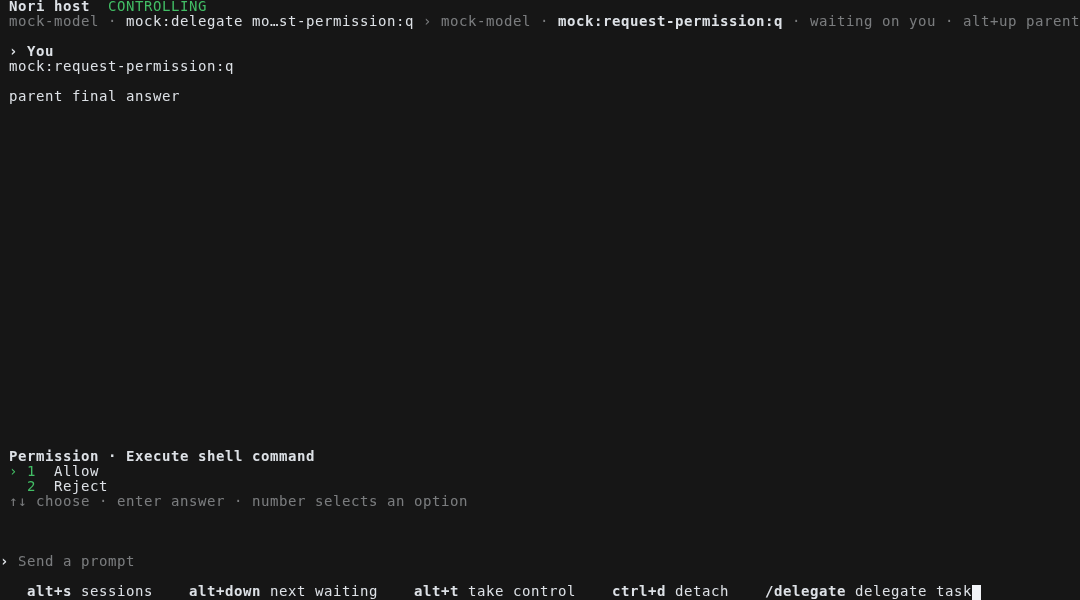 Nori host  CONTROLLING
mock-model · mock:delegate mo…st-permission:q › mock-model · mock:request-permission:q · waiting on you · alt+up parent
› You
mock:request-permission:q
parent final answer
Permission · Execute shell command
› 1  Allow
2  Reject
↑↓ choose · enter answer · number selects an option
› Send a prompt
alt+s sessions    alt+down next waiting    alt+t take control    ctrl+d detach    /delegate delegate task